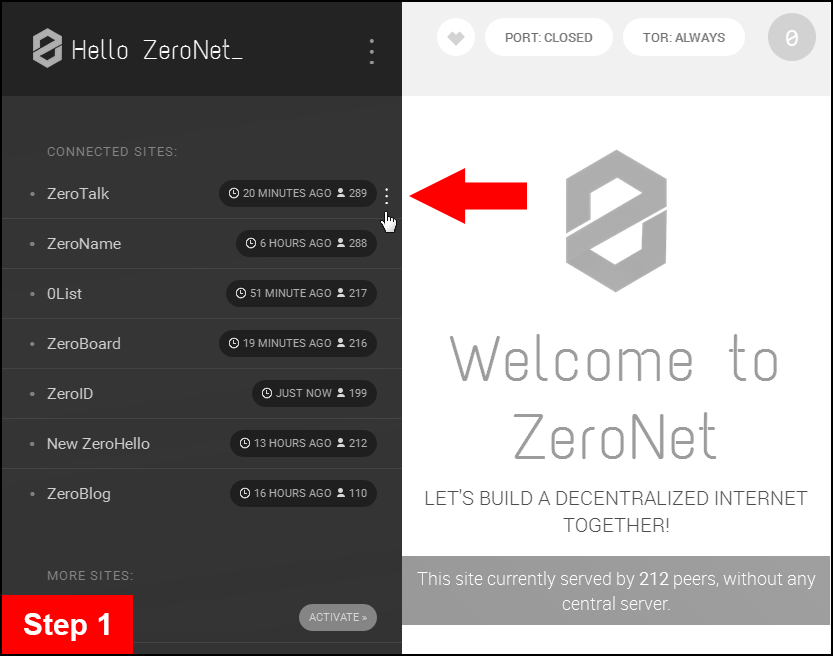 Hello ZeroNet_
PORT: CLOSED
TOR: ALWAYS
0
CONNECTED SITES:
ZeroTalk 20 MINUTES AGO 289
ZeroName 6 HOURS AGO 288
0List 51 MINUTE AGO 217
ZeroBoard 19 MINUTES AGO 216
ZeroID JUST NOW 199
New ZeroHello 13 HOURS AGO 212
ZeroBlog 16 HOURS AGO 110
MORE SITES:
ACTIVATE »
Step 1
Welcome to
ZeroNet
LET'S BUILD A DECENTRALIZED INTERNET
TOGETHER!
This site currently served by 212 peers, without any
central server.